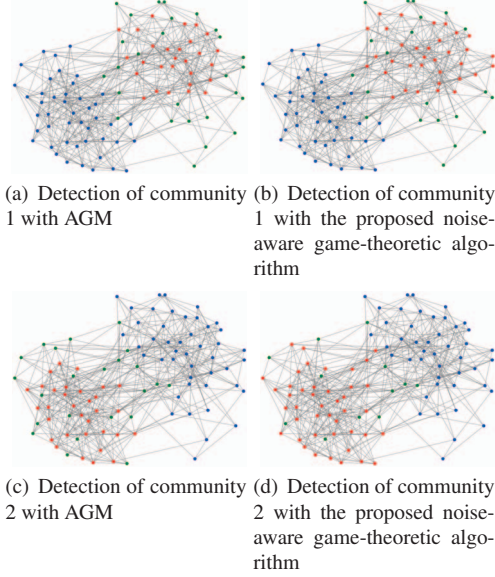 (a) Detection of community
1 with AGM
(b) Detection of community
1 with the proposed noise-
aware game-theoretic algo-
rithm
(c) Detection of community
2 with AGM
(d) Detection of community
2 with the proposed noise-
aware game-theoretic algo-
rithm